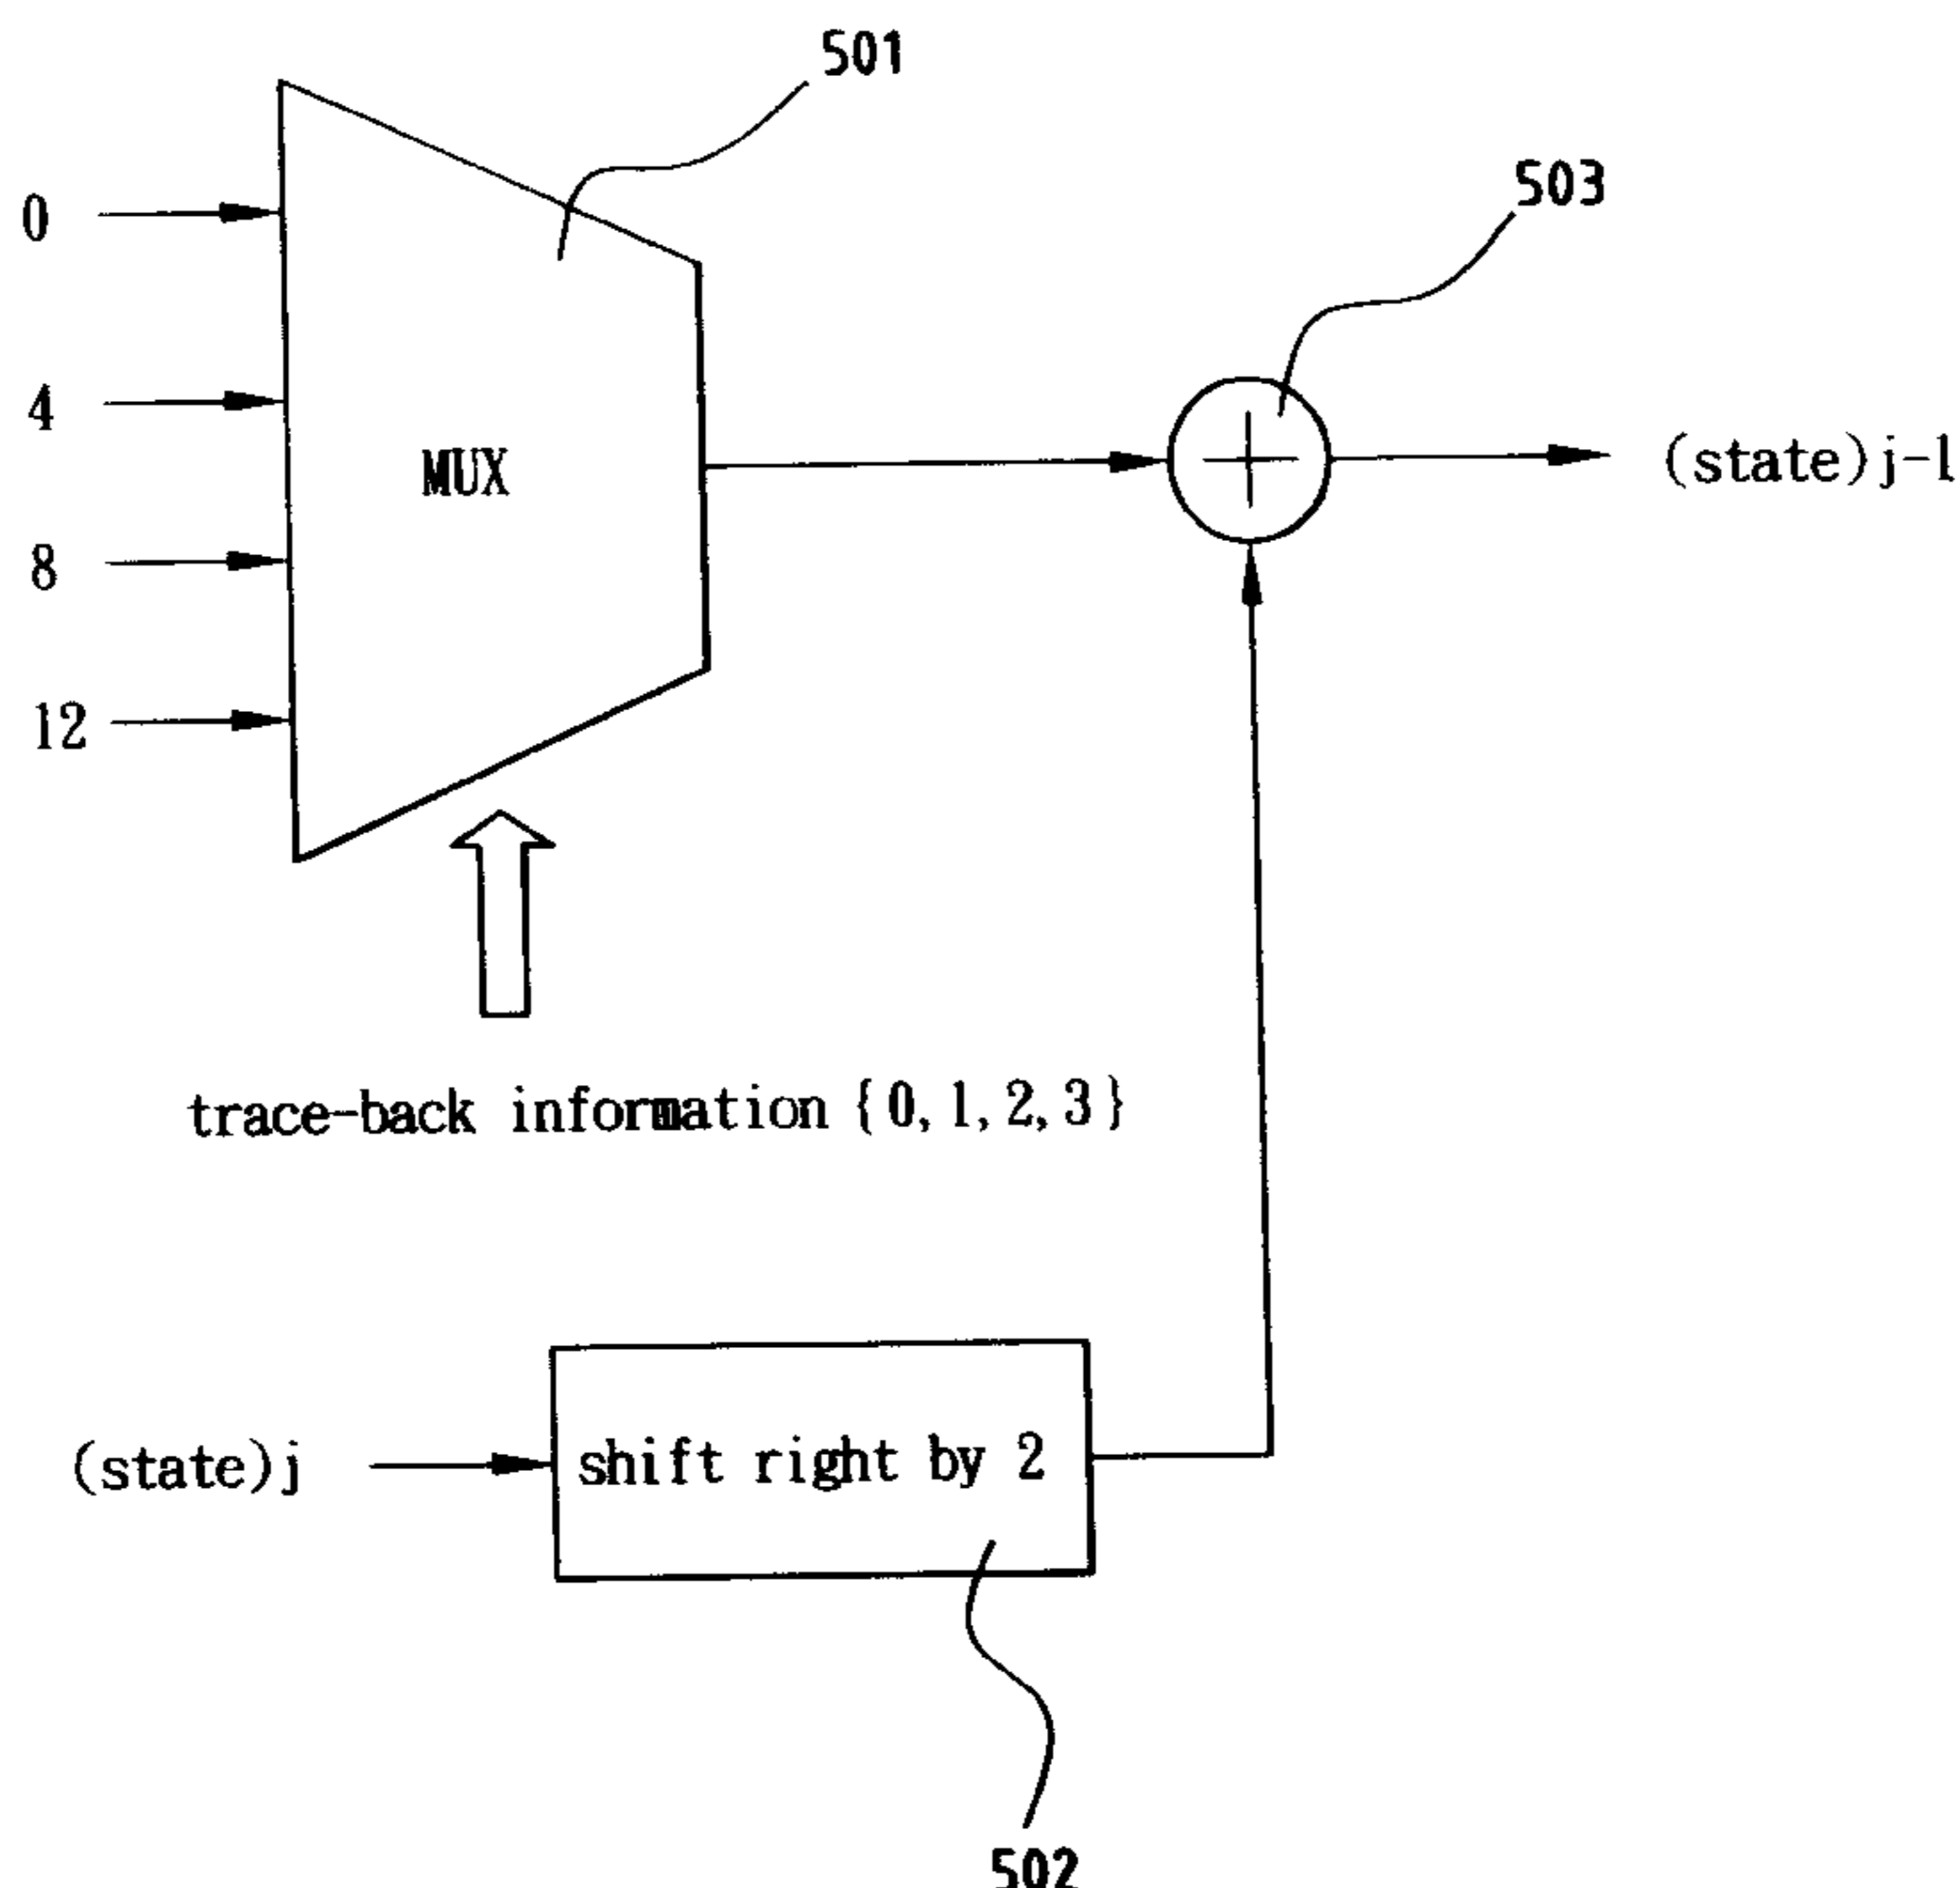 501
503
0
4
MUX
(state)j-1
8
12
trace-back information {0,1,2,3}
(state)j
shift right by 2
502